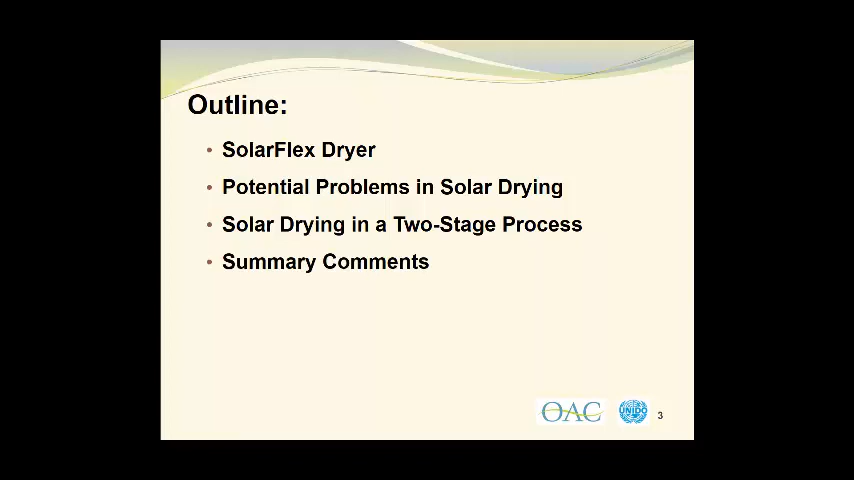 Outline:
• SolarFlex Dryer
• Potential Problems in Solar Drying
• Solar Drying in a Two-Stage Process
• Summary Comments
OAC
UNIDO
3